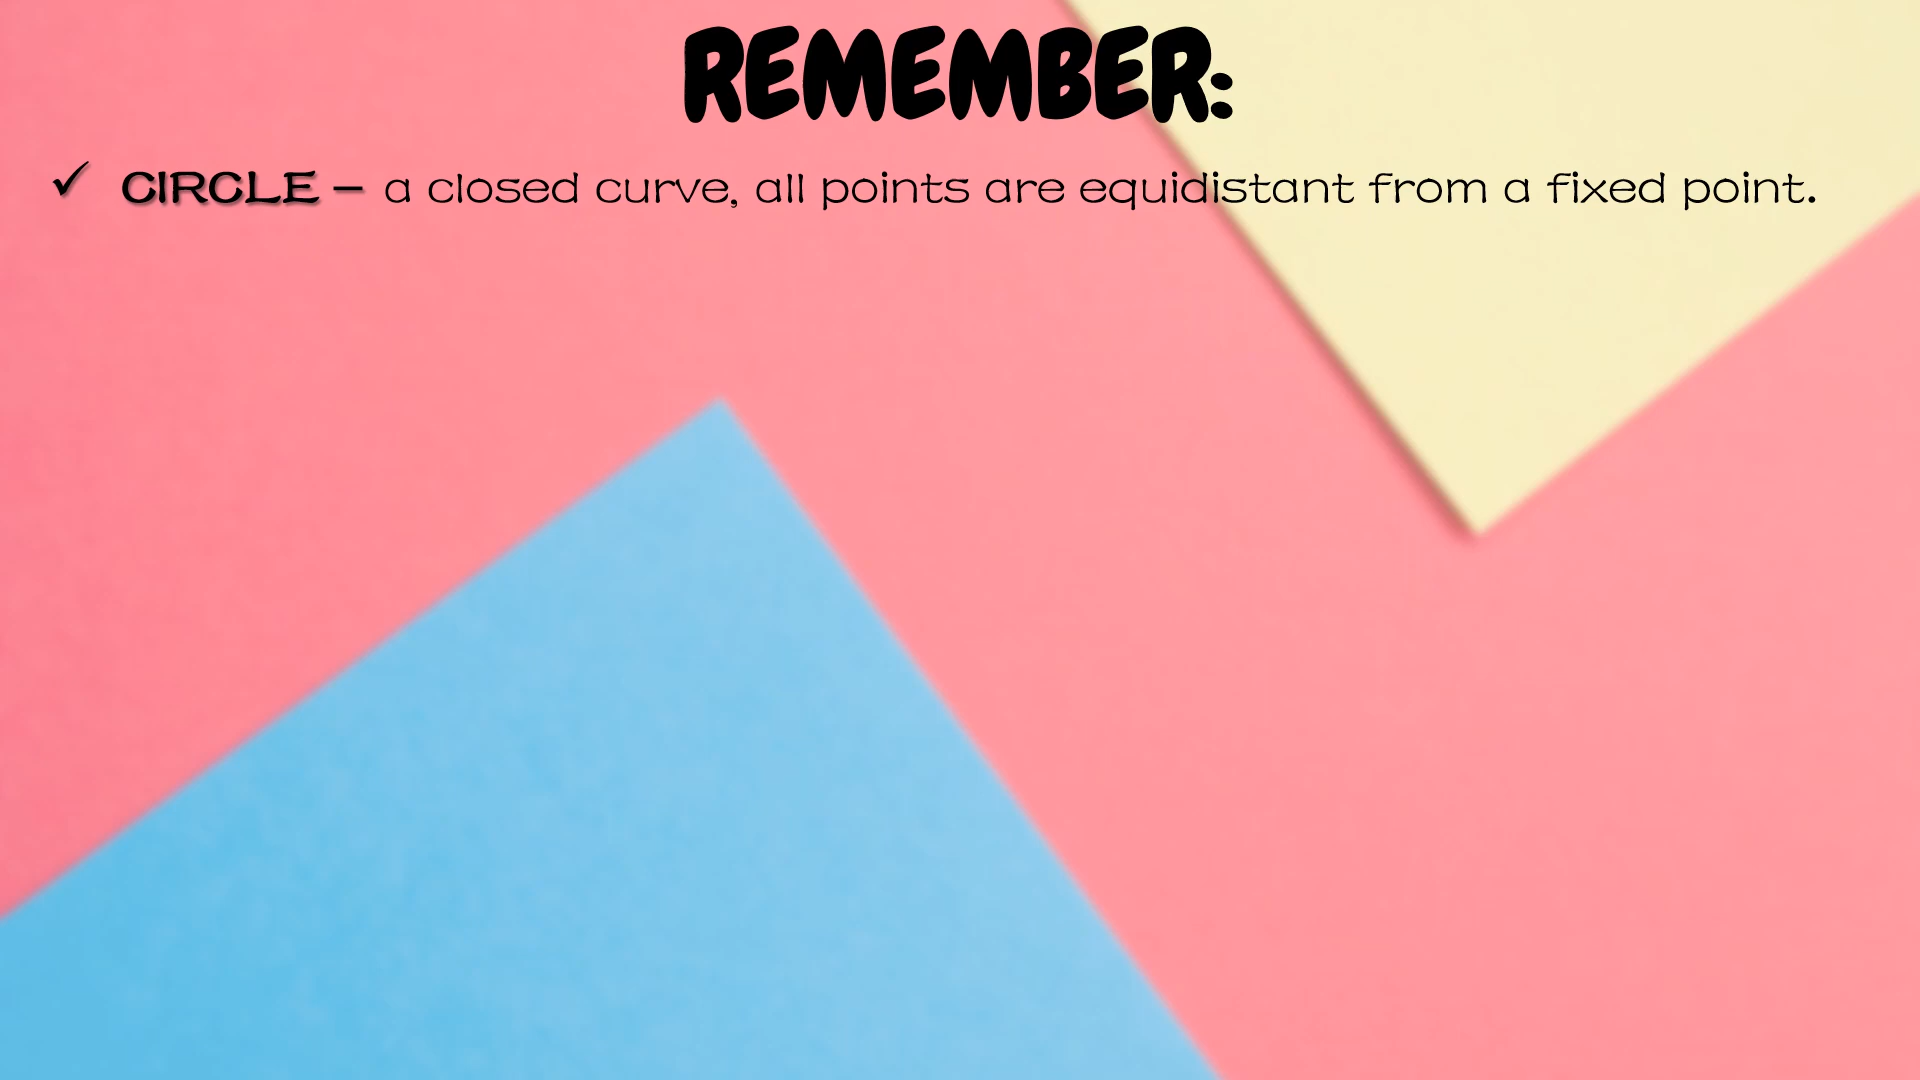 REMEMBER:
✓ CIRCLE – a closed curve, all points are equidistant from a fixed point.